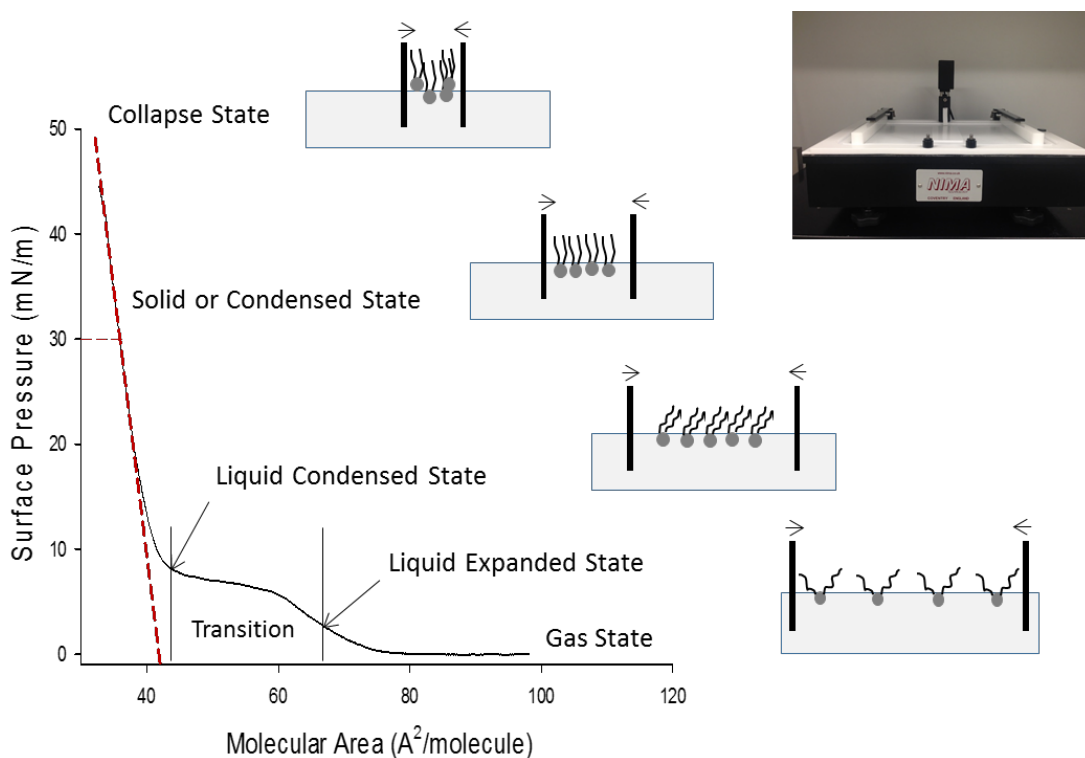 Collapse State
50
40
Solid or Condensed State
30
20
Liquid Condensed State
10
Liquid Expanded State
Transition
Gas State
0
40
60
80
100
120
Surface Pressure (mN/m)
Molecular Area (A²/molecule)
NIMA